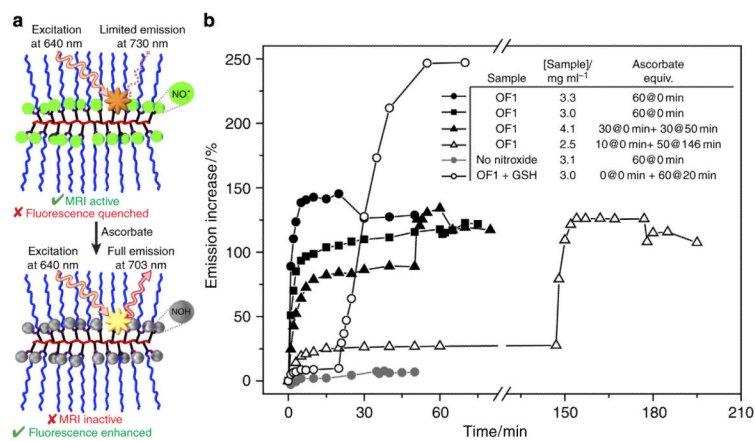 a
Excitation
at 640 nm
Limited emission
at 730 nm
NO•
✔ MRI active
✘ Fluorescence quenched
Ascorbate
Excitation
at 640 nm
Full emission
at 703 nm
NOH
✘ MRI inactive
✔ Fluorescence enhanced
b
Emission increase/%
250
200
150
100
50
0
Sample [Sample]/ mg ml⁻¹ Ascorbate equiv.
OF1 3.3 60@0 min
OF1 3.0 60@0 min
OF1 4.1 30@0 min+ 30@50 min
OF1 2.5 10@0 min+ 50@146 min
No nitroxide 3.1 60@0 min
OF1 + GSH 3.0 0@0 min + 60@20 min
0 30 60 150 180 210
Time/min